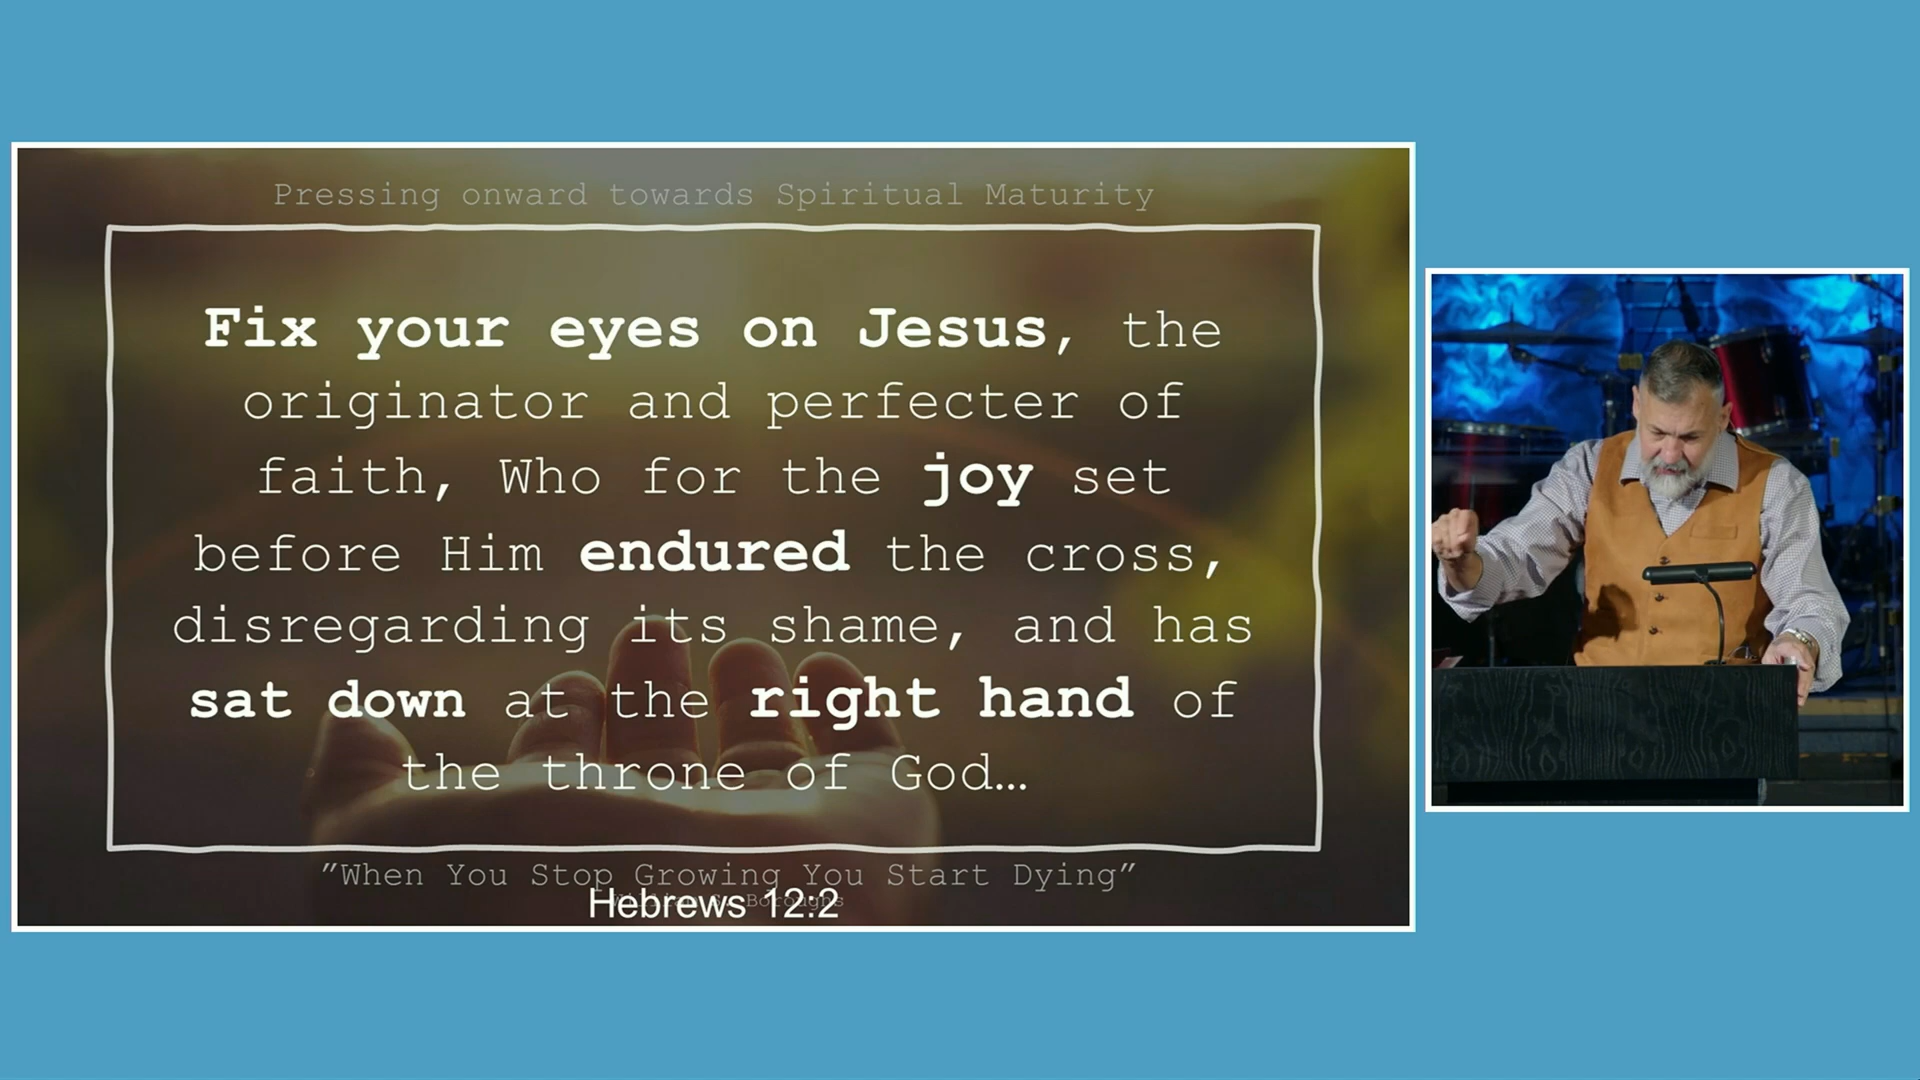 Pressing onward towards Spiritual Maturity
Fix your eyes on Jesus, the
originator and perfecter of
faith, Who for the joy set
before Him endured the cross,
disregarding its shame, and has
sat down at the right hand of
the throne of God…
”When You Stop Growing You Start Dying”
Hebrews 12:2